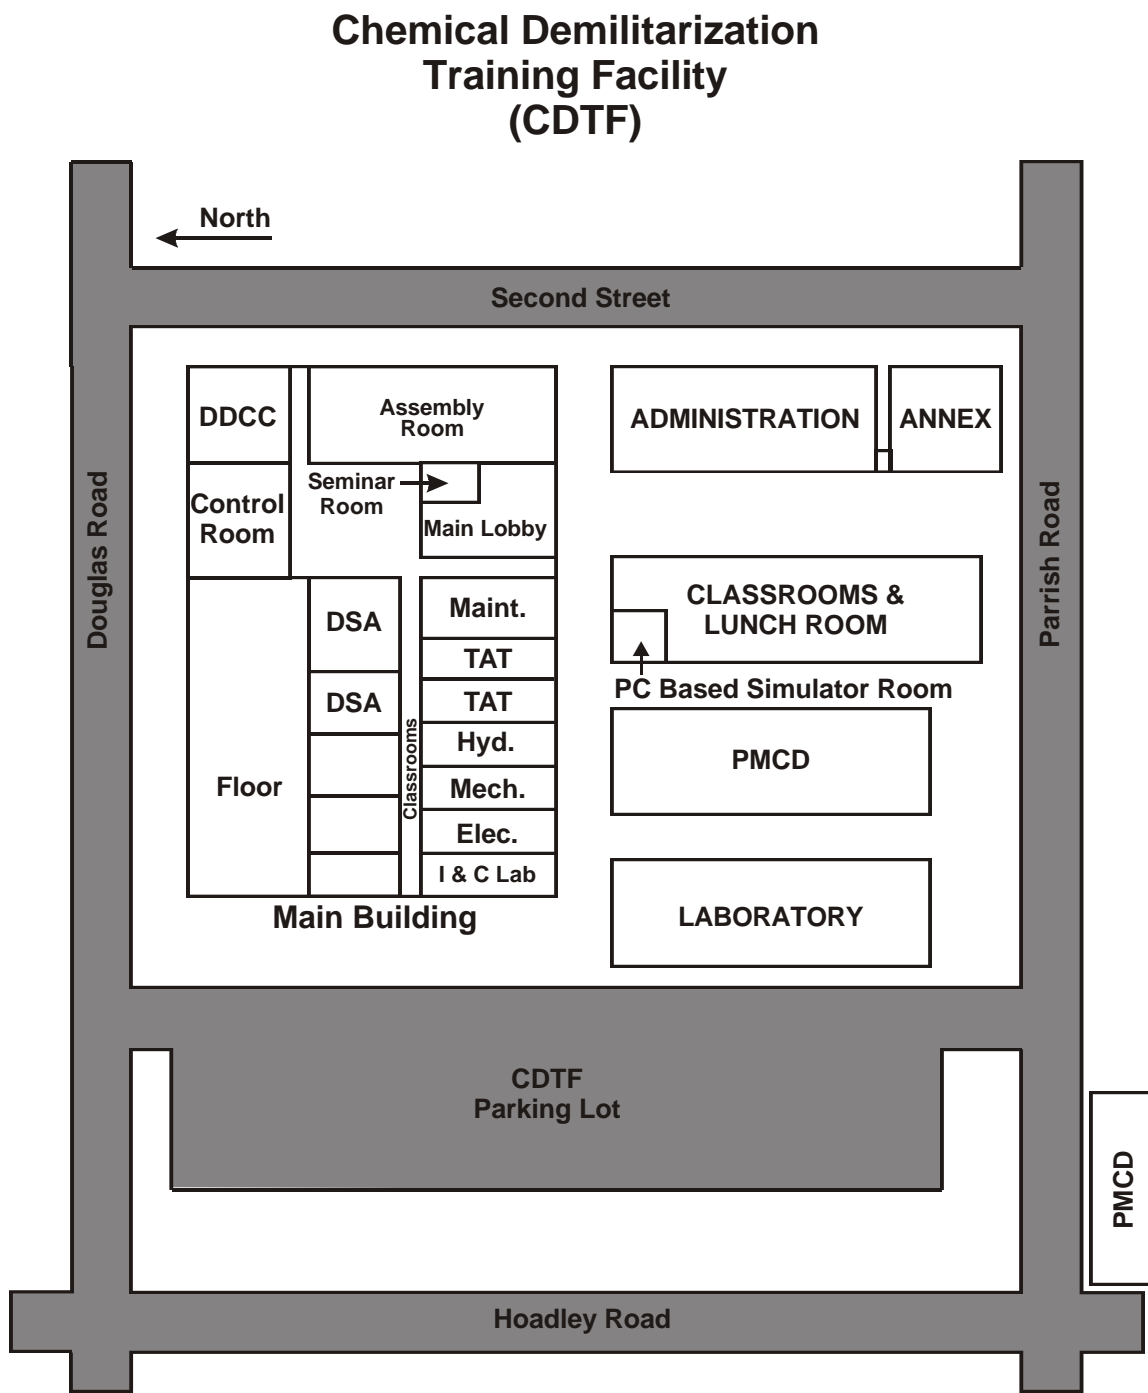 Chemical Demilitarization
Training Facility
(CDTF)
North
Second Street
Douglas Road
Parrish Road
DDCC
Assembly
Room
ADMINISTRATION
ANNEX
Control
Room
Seminar
Room
Main Lobby
CLASSROOMS &
LUNCH ROOM
PC Based Simulator Room
DSA
DSA
Floor
Classrooms
Maint.
TAT
TAT
Hyd.
Mech.
Elec.
I & C Lab
Main Building
PMCD
LABORATORY
CDTF
Parking Lot
PMCD
Hoadley Road